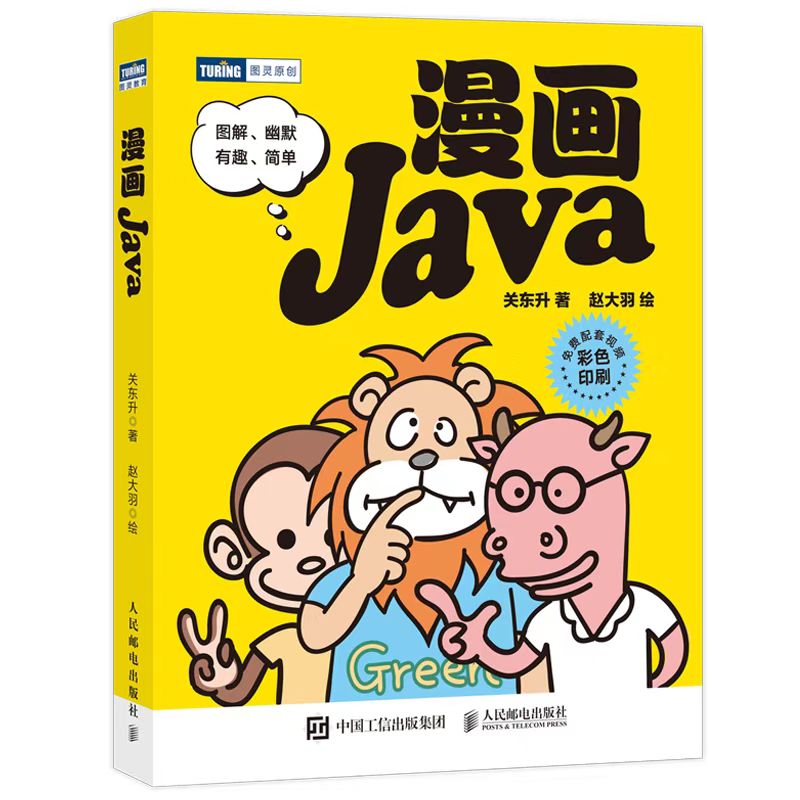 TURING 图灵教育
漫画
Java
关东升◎著
赵大羽◎绘
人民邮电出版社
TURING 图灵原创
图解、幽默
有趣、简单
漫画
Java
关东升 著 赵大羽 绘
免费配套视频
彩色
印刷
Green
中国工信出版集团 人民邮电出版社
POSTS & TELECOM PRESS